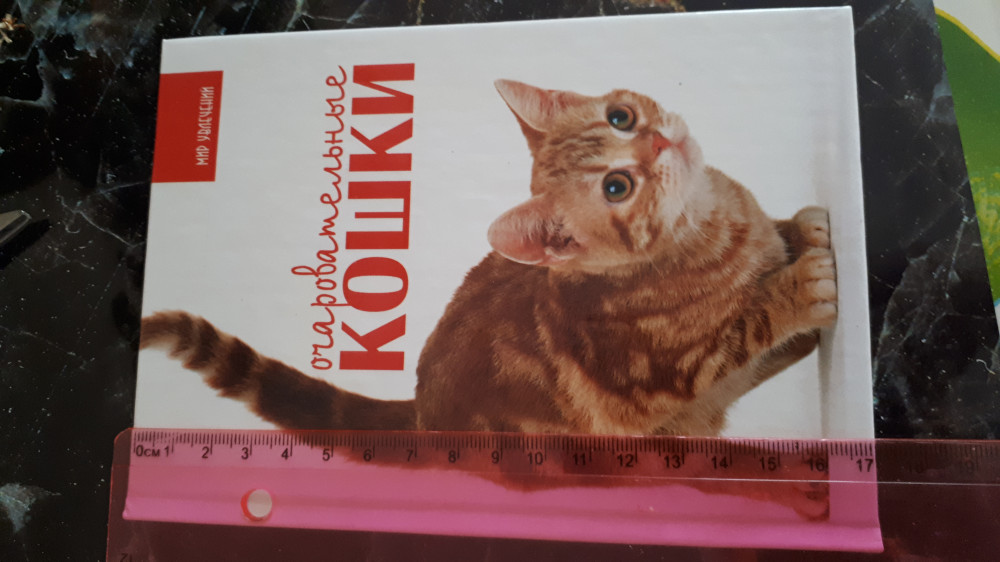 МИР УВЛЕЧЕНИЙ
очаровательные
КОШКИ
0см 1 2 3 4 5 6 7 8 9 10 11 12 13 14 15 16 17